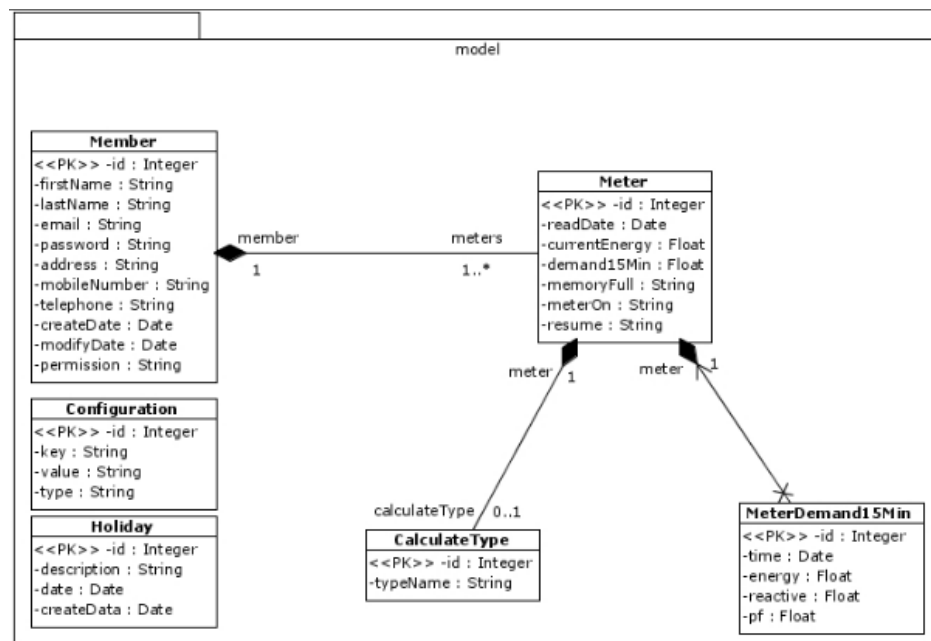 model
Member
<<PK>> -id : Integer
-firstName : String
-lastName : String
-email : String
-password : String
-address : String
-mobileNumber : String
-telephone : String
-createDate : Date
-modifyDate : Date
-permission : String
member
1
meters
1..*
Meter
<<PK>> -id : Integer
-readDate : Date
-currentEnergy : Float
-demand15Min : Float
-memoryFull : String
-meterOn : String
-resume : String
meter
1
meter
1
Configuration
<<PK>> -id : Integer
-key : String
-value : String
-type : String
Holiday
<<PK>> -id : Integer
-description : String
-date : Date
-createData : Date
calculateType
0..1
CalculateType
<<PK>> -id : Integer
-typeName : String
MeterDemand15Min
<<PK>> -id : Integer
-time : Date
-energy : Float
-reactive : Float
-pf : Float